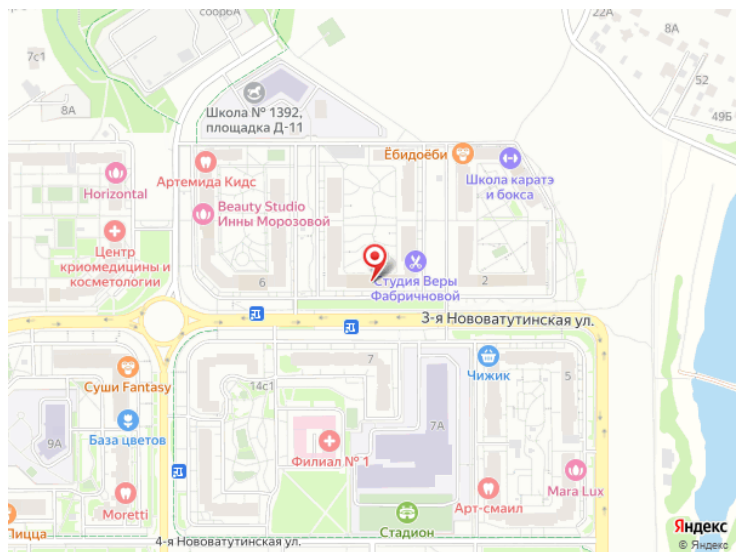 соор6А
22А
8А
7с1
52
8А
49Б
Школа № 1392,
площадка Д-11
Ёбидоёби
Артемида Кидс
Школа каратэ
и бокса
Horizontal
Beauty Studio
Инны Морозовой
Центр
криомедицины и
косметологии
6
Студия Веры
Фабричновой
2
3-я Нововатутинская ул.
7
Чижик
5
Суши Fantasy
14с1
База цветов
7А
9А
Филиал № 1
Mara Lux
Moretti
Арт-смаил
Пицца
Стадион
4-я Нововатутинская ул.
Яндекс
© Яндекс